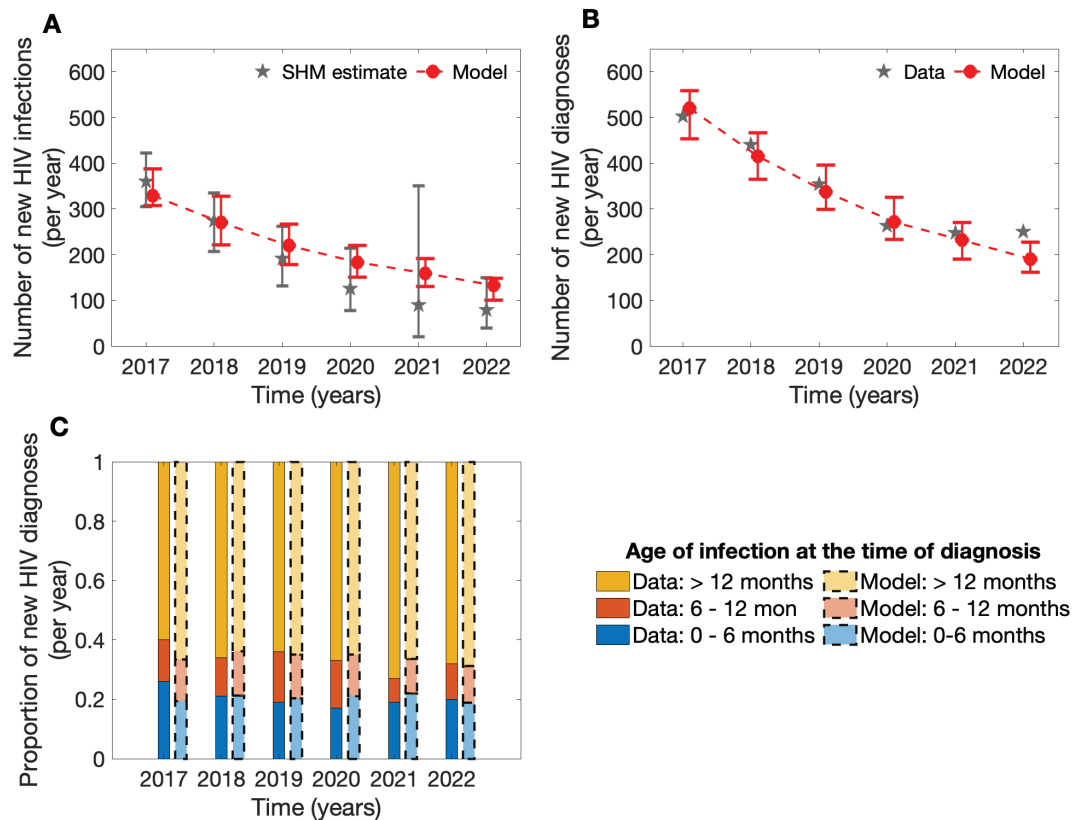 A
Number of new HIV infections
(per year)
600
500
400
300
200
100
0
SHM estimate
Model
2017 2018 2019 2020 2021 2022
Time (years)
B
Number of new HIV diagnoses
(per year)
600
500
400
300
200
100
0
Data
Model
2017 2018 2019 2020 2021 2022
Time (years)
C
Proportion of new HIV diagnoses
(per year)
1
0.8
0.6
0.4
0.2
0
2017 2018 2019 2020 2021 2022
Time (years)
Age of infection at the time of diagnosis
Data: > 12 months Model: > 12 months
Data: 6 - 12 mon Model: 6 - 12 months
Data: 0 - 6 months Model: 0-6 months